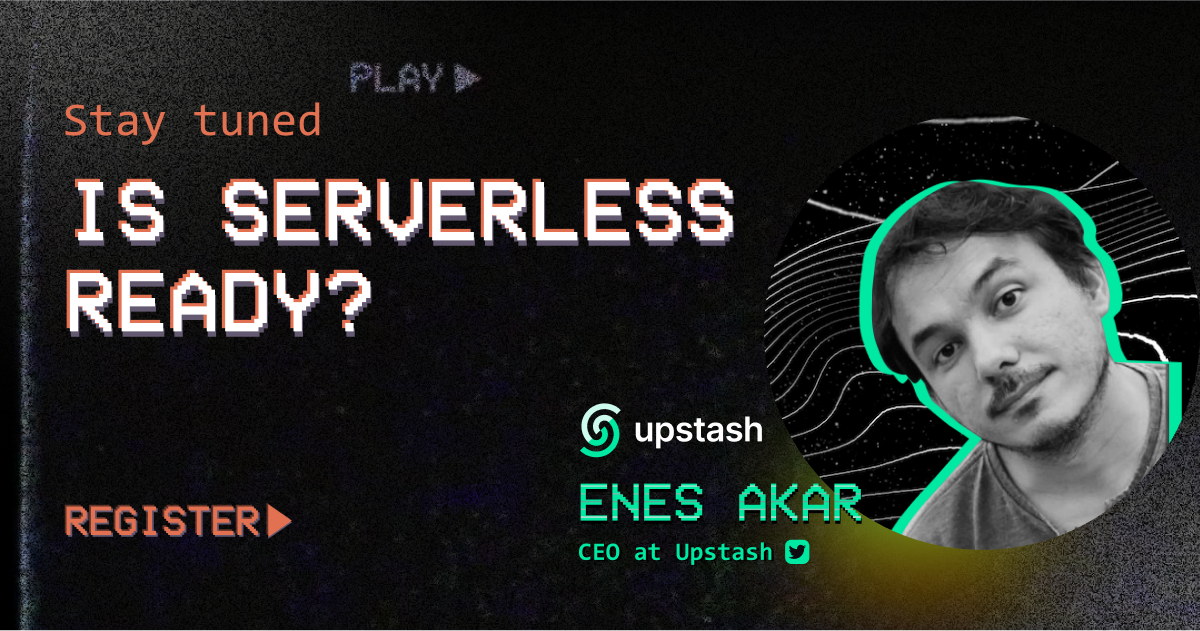 PLAY
Stay tuned
IS SERVERLESS
READY?
upstash
ENES AKAR
CEO at Upstash
REGISTER